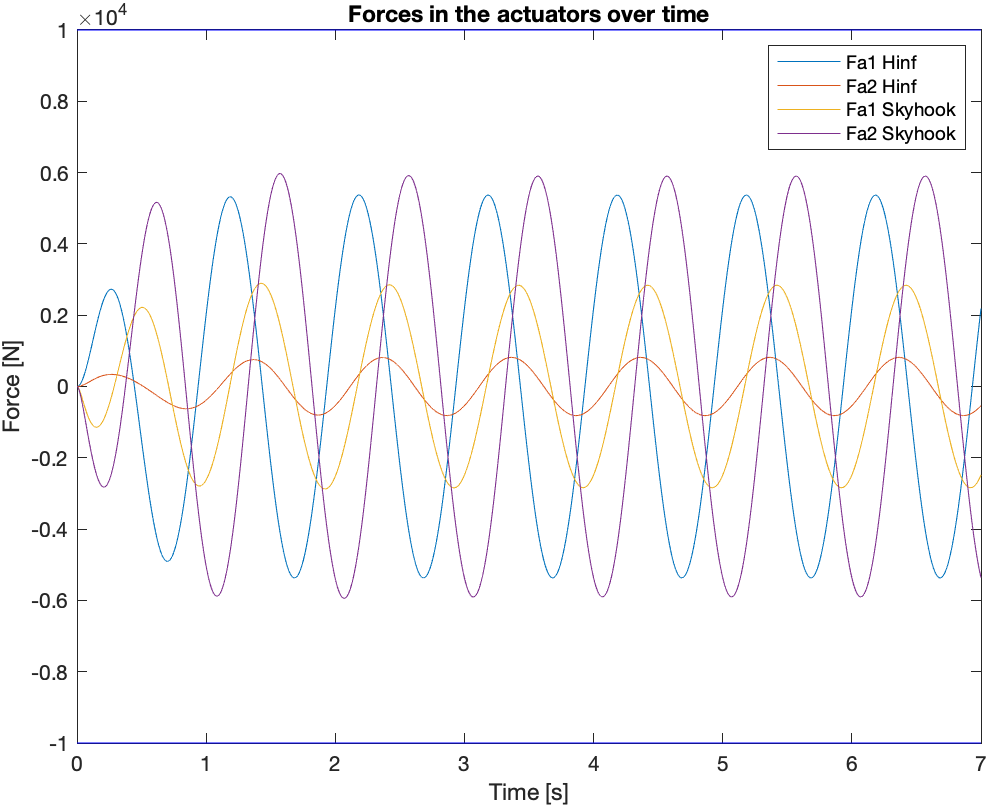 Forces in the actuators over time
×10⁴
1
0.8
0.6
0.4
0.2
0
-0.2
-0.4
-0.6
-0.8
-1
Force [N]
Fa1 Hinf
Fa2 Hinf
Fa1 Skyhook
Fa2 Skyhook
0 1 2 3 4 5 6 7
Time [s]